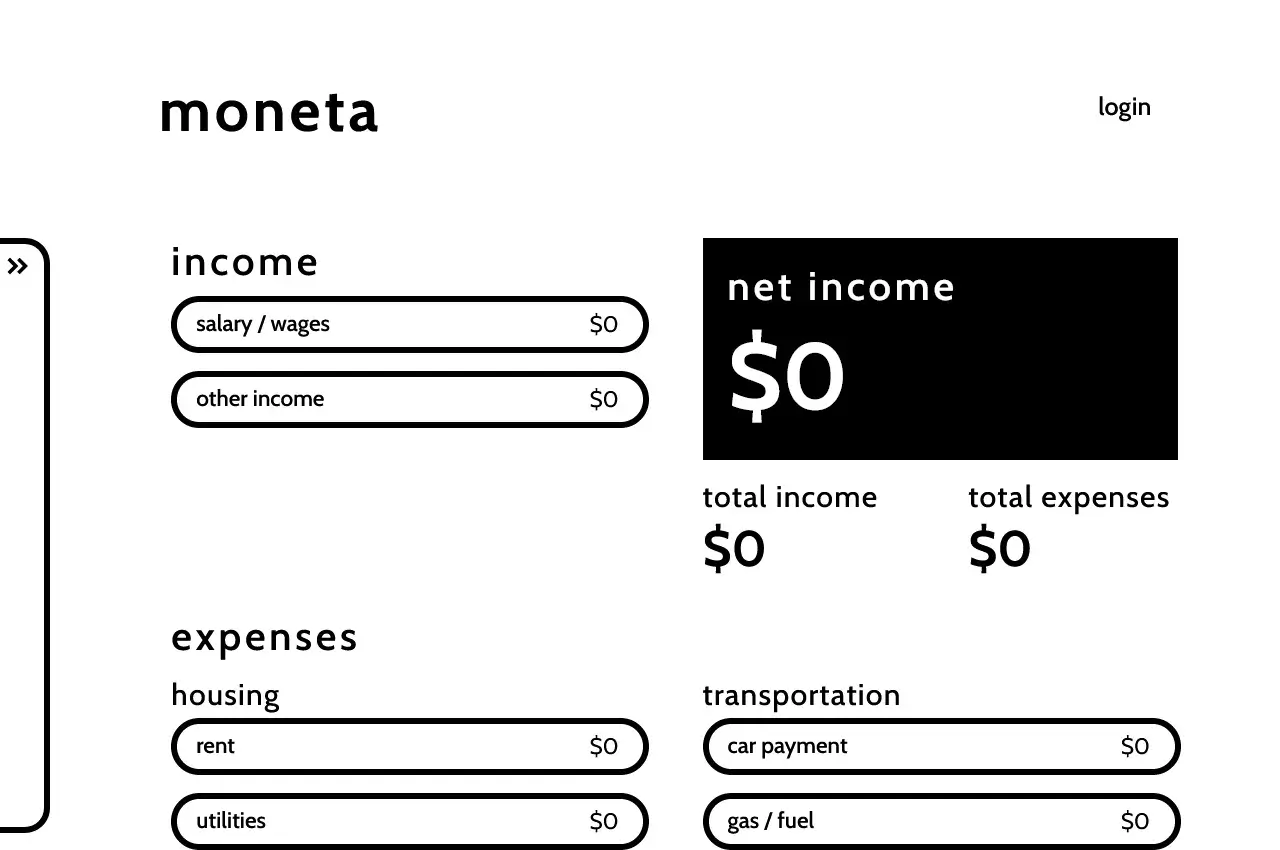 moneta
login
»
income
salary / wages $0
other income $0
net income
$0
total income
$0
total expenses
$0
expenses
housing
rent $0
utilities $0
transportation
car payment $0
gas / fuel $0